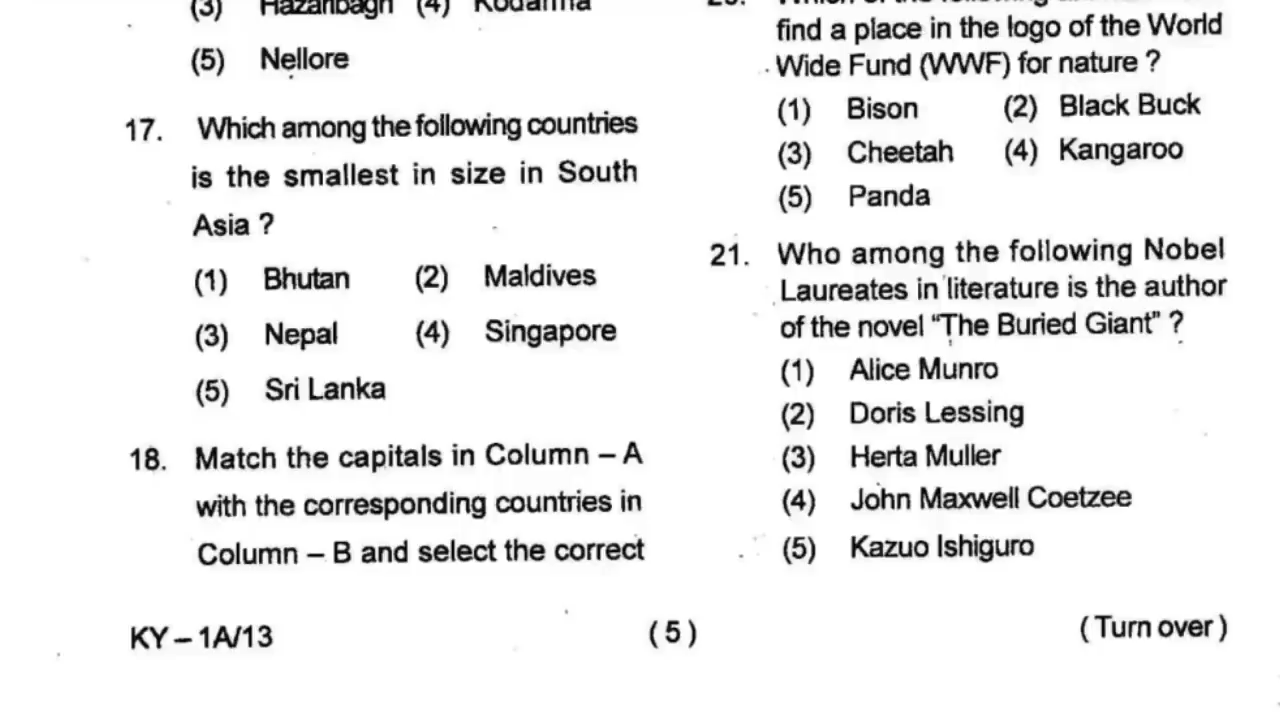 (3) Hazaribagh (4) Kodarma
(5) Nellore
17. Which among the following countries
is the smallest in size in South
Asia ?
(1) Bhutan (2) Maldives
(3) Nepal (4) Singapore
(5) Sri Lanka
18. Match the capitals in Column – A
with the corresponding countries in
Column – B and select the correct
find a place in the logo of the World
Wide Fund (WWF) for nature ?
(1) Bison (2) Black Buck
(3) Cheetah (4) Kangaroo
(5) Panda
21. Who among the following Nobel
Laureates in literature is the author
of the novel “The Buried Giant” ?
(1) Alice Munro
(2) Doris Lessing
(3) Herta Muller
(4) John Maxwell Coetzee
(5) Kazuo Ishiguro
KY – 1A/13 ( 5 ) ( Turn over )